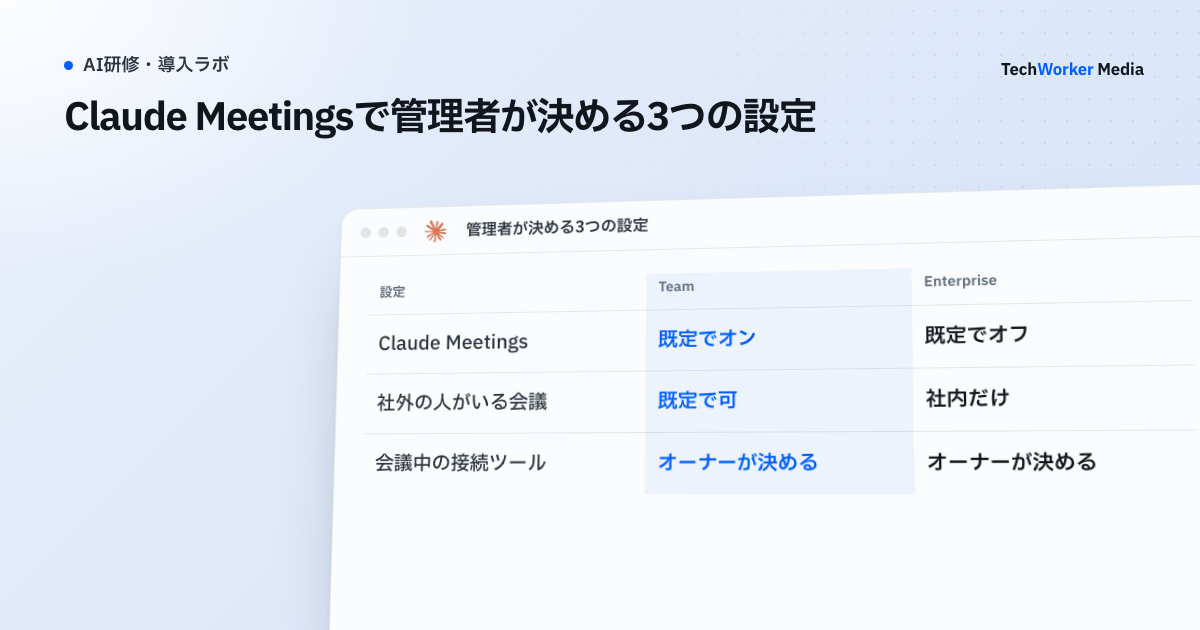 AI研修・導入ラボ
TechWorker Media
Claude Meetingsで管理者が決める3つの設定
管理者が決める3つの設定
設定 Team Enterprise
Claude Meetings 既定でオン 既定でオフ
社外の人がいる会議 既定で可 社内だけ
会議中の接続ツール オーナーが決める オーナーが決める